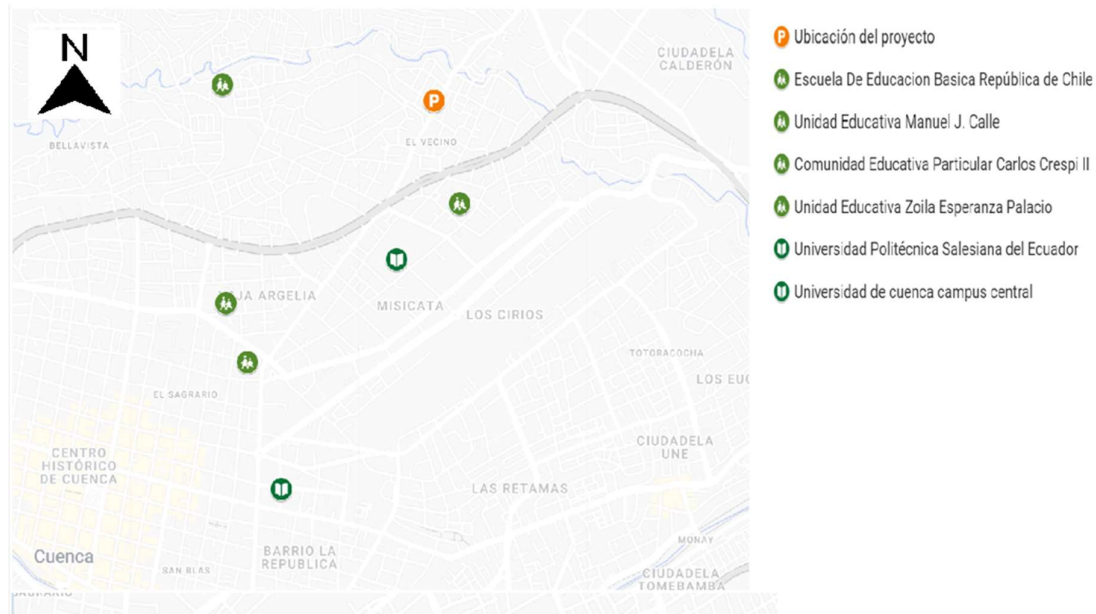 N
CIUDADELA
CALDERÓN
BELLAVISTA
EL VECINO
P
JA ARGELIA
MISICATA
LOS CIRIOS
TOTORACOCHA
LOS EUC
EL SAGRARIO
CENTRO
HISTÓRICO
DE CUENCA
CIUDADELA
UNE
LAS RETAMAS
MONAY
Cuenca
BARRIO LA
REPUBLICA
SAN BLAS
CIUDADELA
TOMEBAMBA
P Ubicación del proyecto
Escuela De Educacion Basica República de Chile
Unidad Educativa Manuel J. Calle
Comunidad Educativa Particular Carlos Crespi II
Unidad Educativa Zoila Esperanza Palacio
Universidad Politécnica Salesiana del Ecuador
Universidad de cuenca campus central